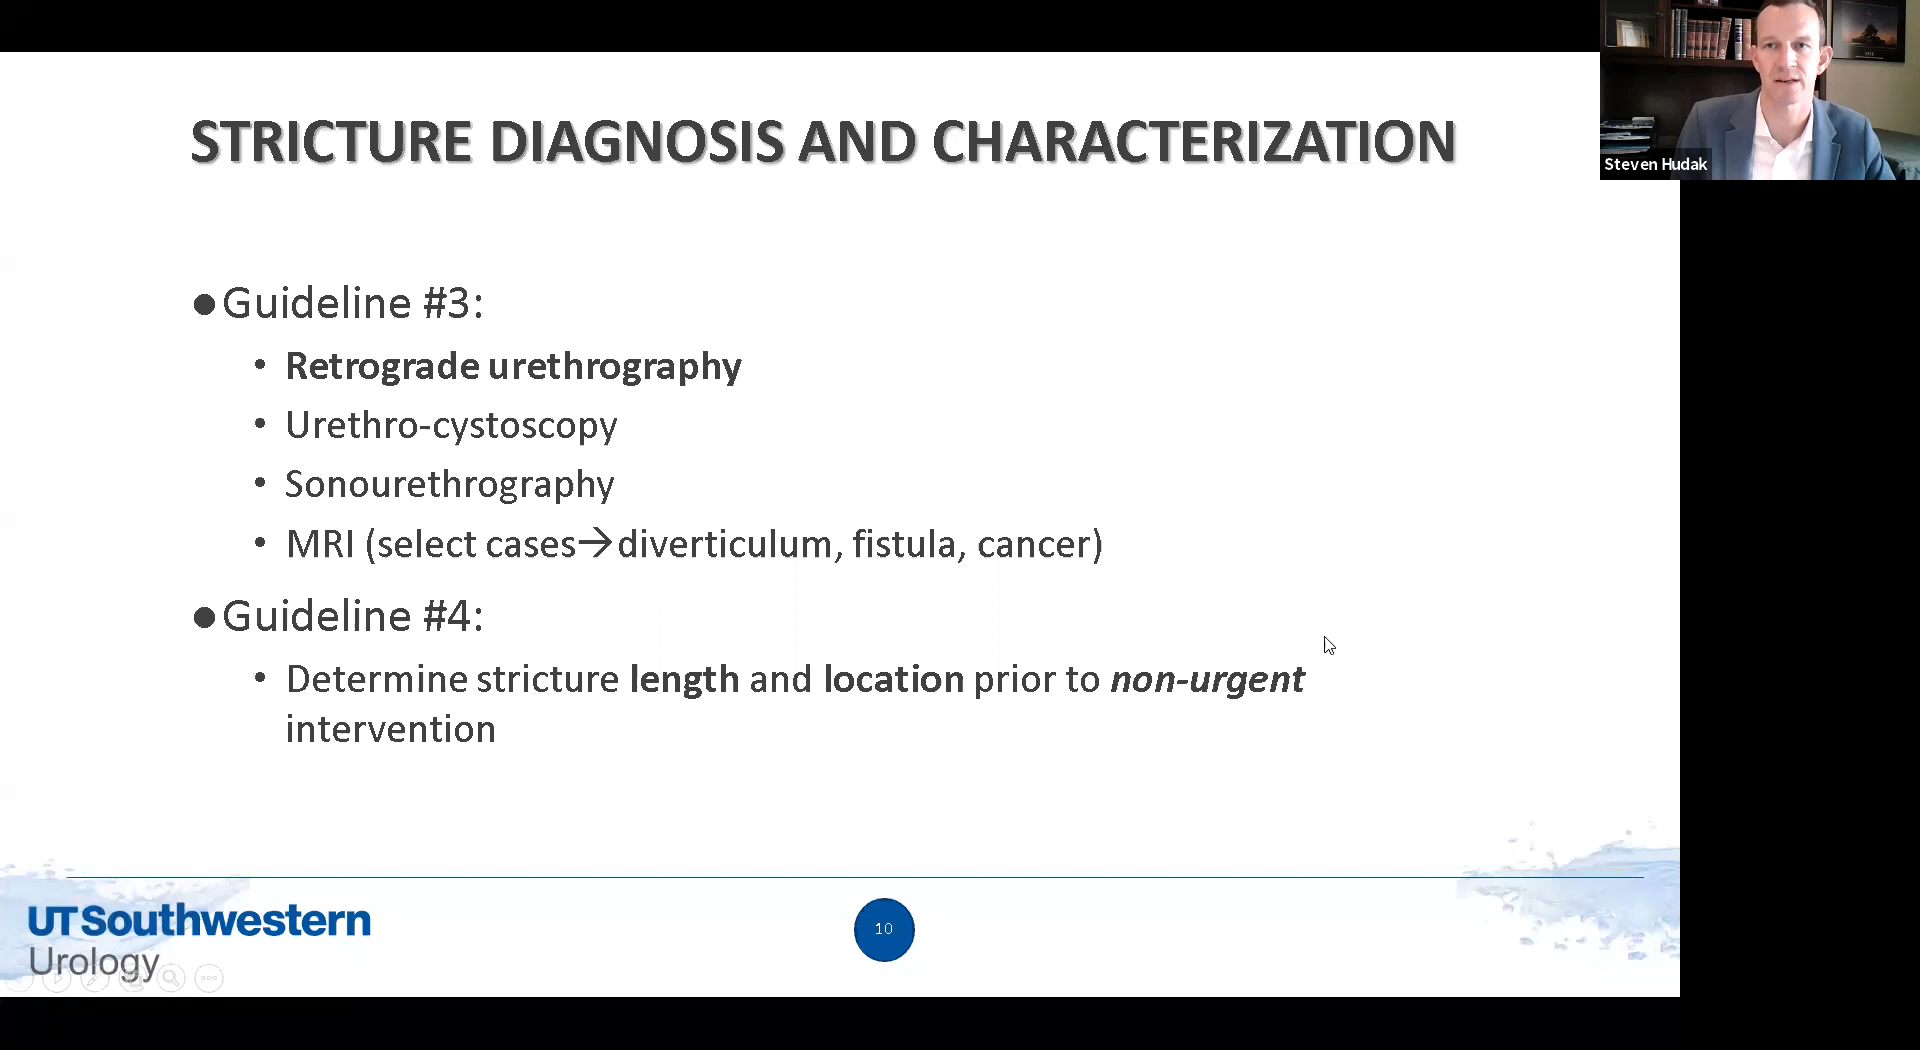 STRICTURE DIAGNOSIS AND CHARACTERIZATION
Steven Hudak
●Guideline #3:
• Retrograde urethrography
• Urethro-cystoscopy
• Sonourethrography
• MRI (select cases→diverticulum, fistula, cancer)
●Guideline #4:
• Determine stricture length and location prior to non-urgent
intervention
UTSouthwestern
Urology
10